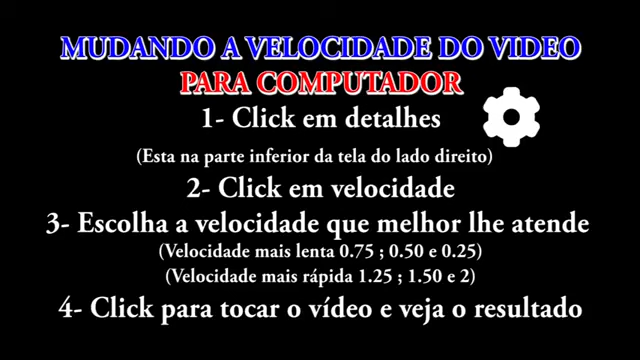 MUDANDO A VELOCIDADE DO VIDEO
PARA COMPUTADOR
1- Click em detalhes
(Esta na parte inferior da tela do lado direito)
2- Click em velocidade
3- Escolha a velocidade que melhor lhe atende
(Velocidade mais lenta 0.75 ; 0.50 e 0.25)
(Velocidade mais rápida 1.25 ; 1.50 e 2)
4- Click para tocar o vídeo e veja o resultado